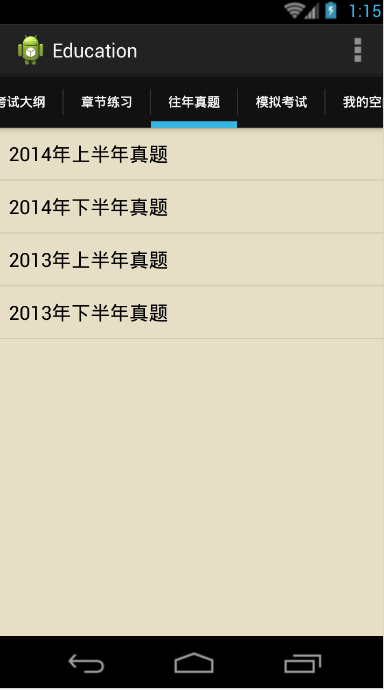 1:15
Education
考试大纲 章节练习 往年真题 模拟考试 我的空
2014年上半年真题
2014年下半年真题
2013年上半年真题
2013年下半年真题